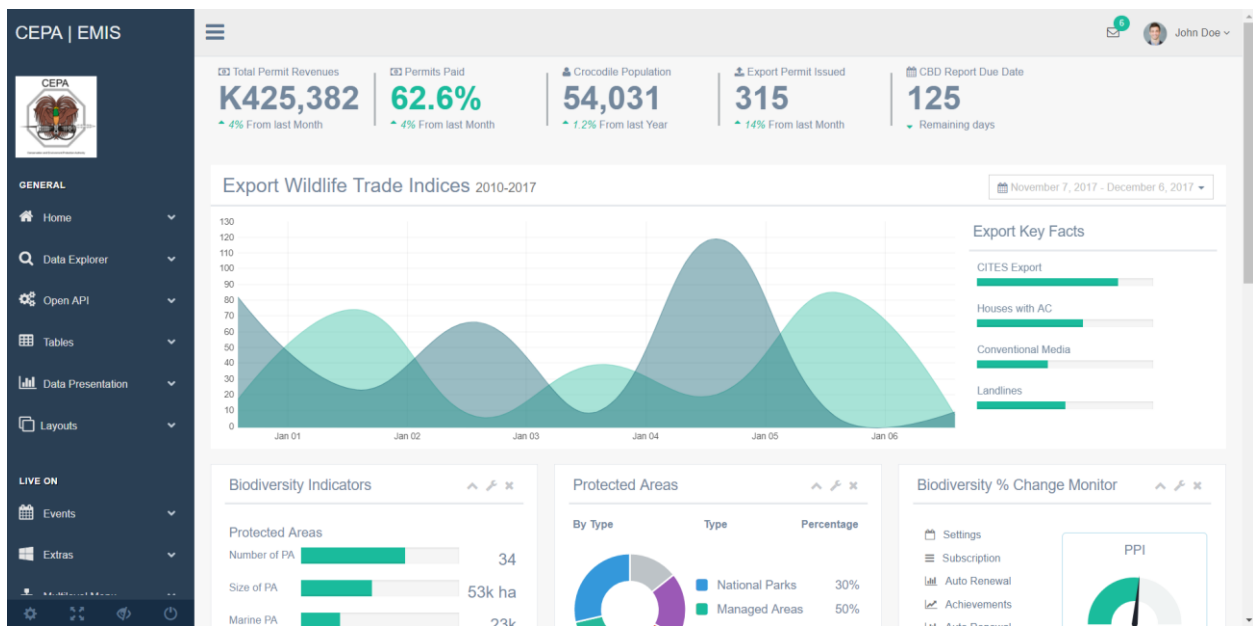 CEPA | EMIS
6
John Doe
CEPA
GENERAL
Home
Data Explorer
Open API
Tables
Data Presentation
Layouts
LIVE ON
Events
Extras
Multilevel Menu
Total Permit Revenues
K425,382
4% From last Month
Permits Paid
62.6%
4% From last Month
Crocodile Population
54,031
1.2% From last Year
Export Permit Issued
315
14% From last Month
CBD Report Due Date
125
Remaining days
Export Wildlife Trade Indices 2010-2017
November 7, 2017 - December 6, 2017
130
120
110
100
90
80
70
60
50
40
30
20
10
0
Jan 01 Jan 02 Jan 03 Jan 04 Jan 05 Jan 06
Export Key Facts
CITES Export
Houses with AC
Conventional Media
Landlines
Biodiversity Indicators
Protected Areas
Number of PA 34
Size of PA 53k ha
Marine PA 23k
Protected Areas
By Type Type Percentage
National Parks 30%
Managed Areas 50%
Biodiversity % Change Monitor
Settings
Subscription
Auto Renewal
Achievements
Auto Renewal
PPI